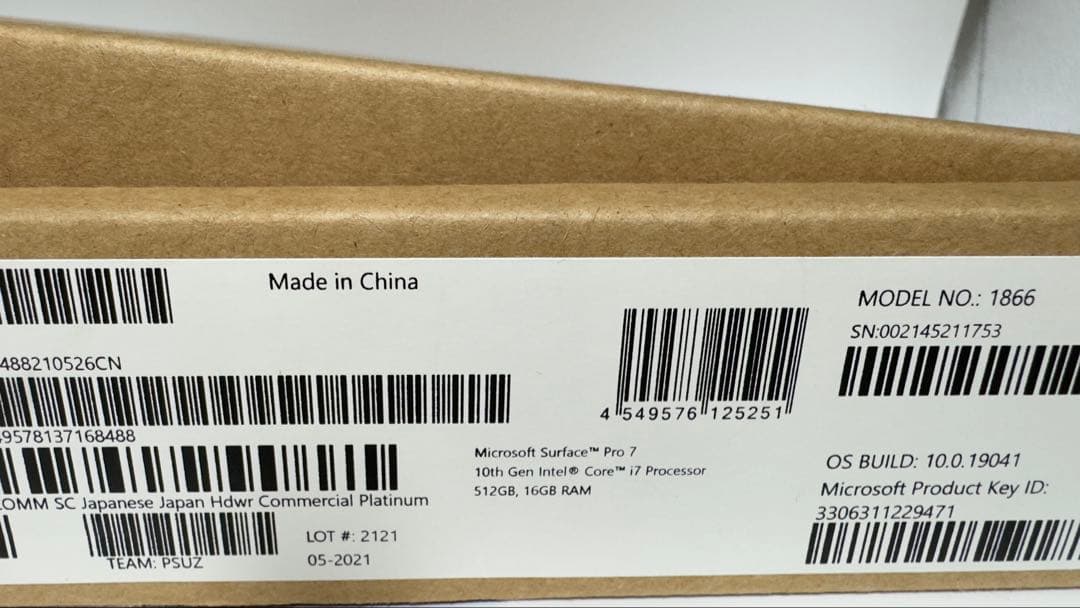 Made in China
488210526CN
9578137168488
OMM SC Japanese Japan Hdwr Commercial Platinum
TEAM: PSUZ
LOT #: 2121
05-2021
4 549576 125251
Microsoft Surface™ Pro 7
10th Gen Intel® Core™ i7 Processor
512GB, 16GB RAM
MODEL NO.: 1866
SN:002145211753
OS BUILD: 10.0.19041
Microsoft Product Key ID:
3306311229471